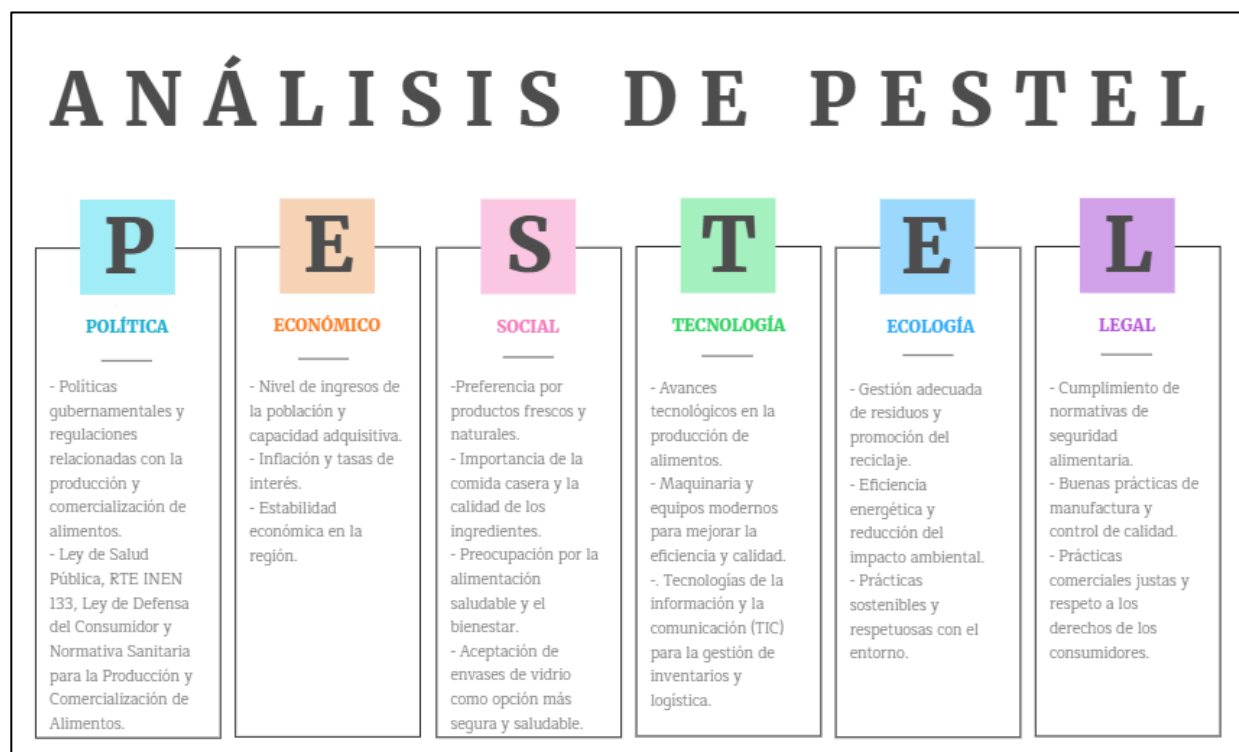 ANÁLISIS DE PESTEL
P
POLÍTICA
- Políticas
gubernamentales y
regulaciones
relacionadas con la
producción y
comercialización de
alimentos.
- Ley de Salud
Pública, RTE INEN
133, Ley de Defensa
del Consumidor y
Normativa Sanitaria
para la Producción y
Comercialización de
Alimentos.
E
ECONÓMICO
- Nivel de ingresos de
la población y
capacidad adquisitiva.
- Inflación y tasas de
interés.
- Estabilidad
económica en la
región.
S
SOCIAL
-Preferencia por
productos frescos y
naturales.
- Importancia de la
comida casera y la
calidad de los
ingredientes.
- Preocupación por la
alimentación
saludable y el
bienestar.
- Aceptación de
envases de vidrio
como opción más
segura y saludable.
T
TECNOLOGÍA
- Avances
tecnológicos en la
producción de
alimentos.
- Maquinaria y
equipos modernos
para mejorar la
eficiencia y calidad.
-. Tecnologías de la
información y la
comunicación (TIC)
para la gestión de
inventarios y
logística.
E
ECOLOGÍA
- Gestión adecuada
de residuos y
promoción del
reciclaje.
- Eficiencia
energética y
reducción del
impacto ambiental.
- Prácticas
sostenibles y
respetuosas con el
entorno.
L
LEGAL
- Cumplimiento de
normativas de
seguridad
alimentaria.
- Buenas prácticas de
manufactura y
control de calidad.
- Prácticas
comerciales justas y
respeto a los
derechos de los
consumidores.